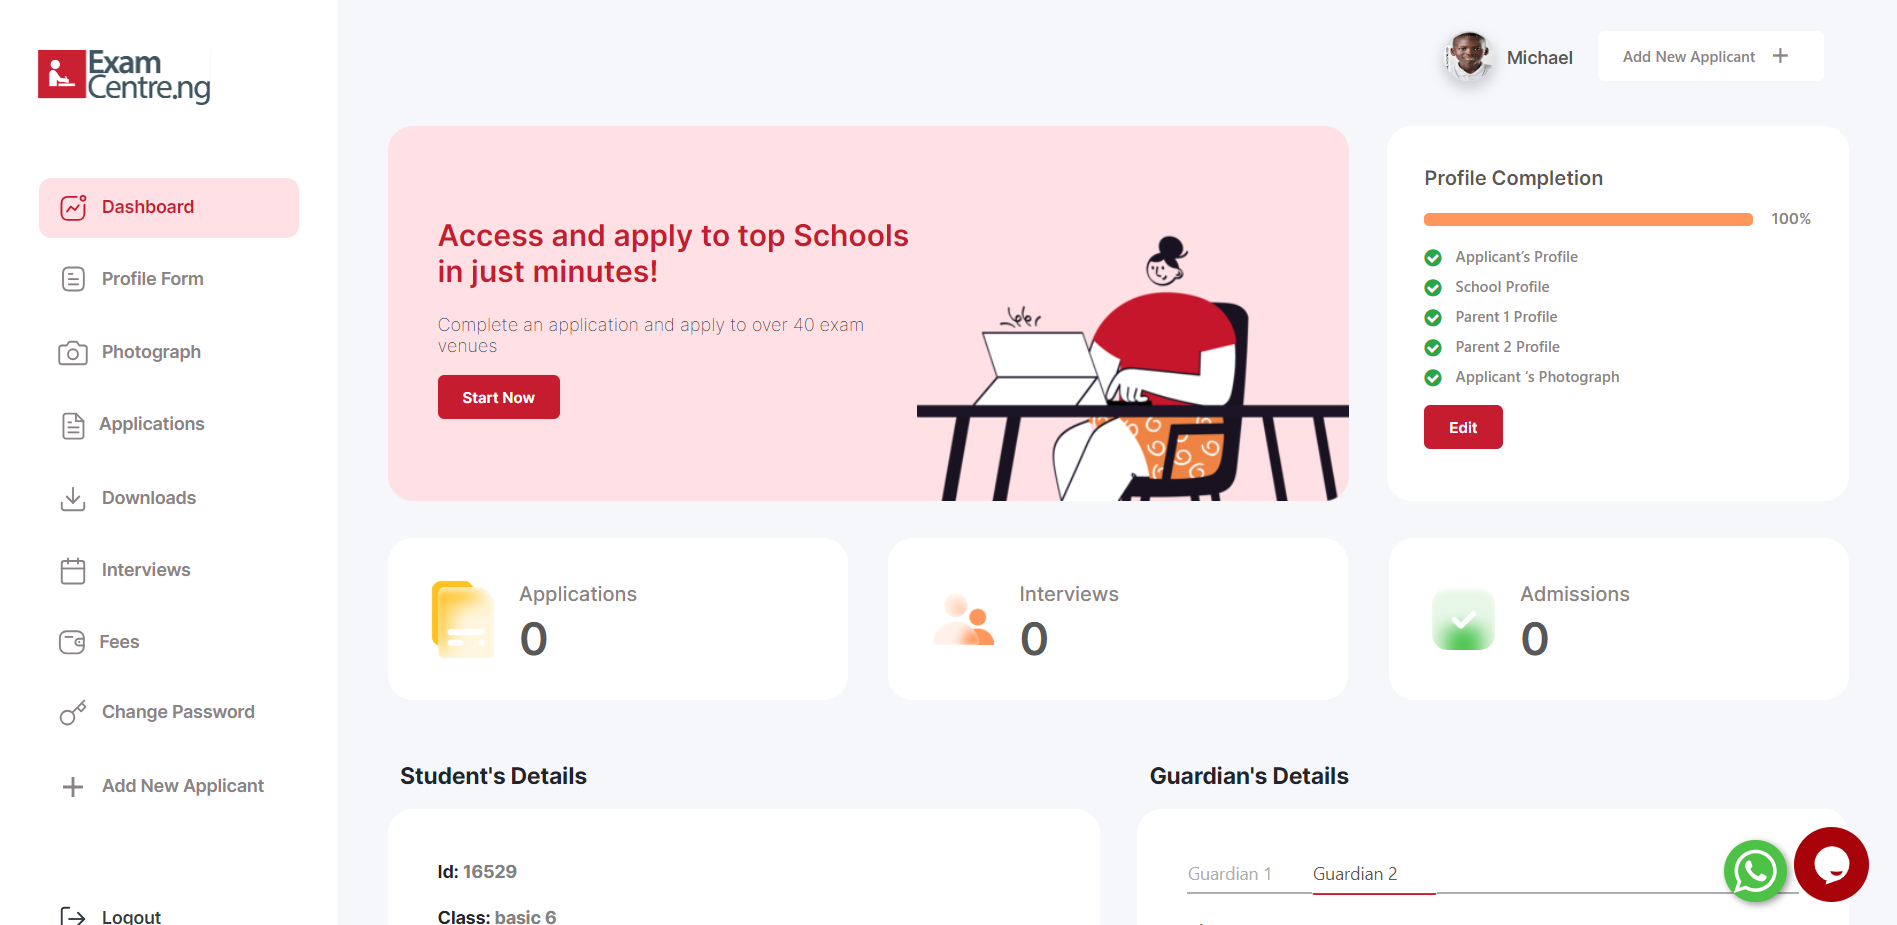 Exam
Centre.ng
Michael
Add New Applicant
Dashboard
Profile Form
Photograph
Applications
Downloads
Interviews
Fees
Change Password
Add New Applicant
Logout
Access and apply to top Schools
in just minutes!
Complete an application and apply to over 40 exam
venues
Start Now
Profile Completion
100%
Applicant's Profile
School Profile
Parent 1 Profile
Parent 2 Profile
Applicant 's Photograph
Edit
Applications
0
Interviews
0
Admissions
0
Student's Details
Id: 16529
Class: basic 6
Guardian's Details
Guardian 1
Guardian 2